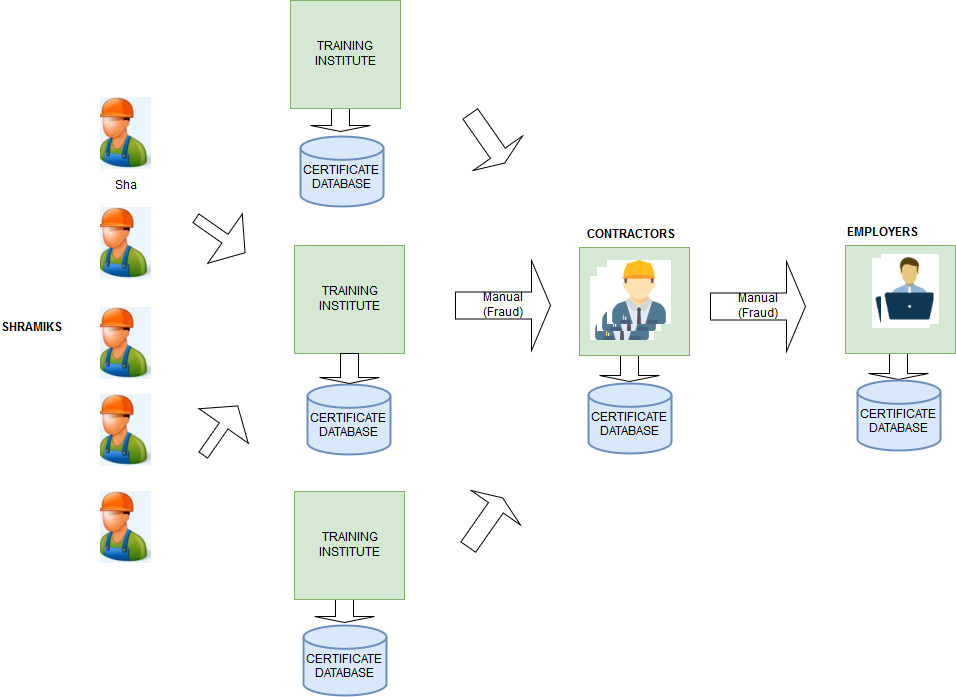 TRAINING
INSTITUTE
CERTIFICATE
DATABASE
Sha
SHRAMIKS
TRAINING
INSTITUTE
CERTIFICATE
DATABASE
Manual
(Fraud)
CONTRACTORS
CERTIFICATE
DATABASE
Manual
(Fraud)
EMPLOYERS
CERTIFICATE
DATABASE
TRAINING
INSTITUTE
CERTIFICATE
DATABASE